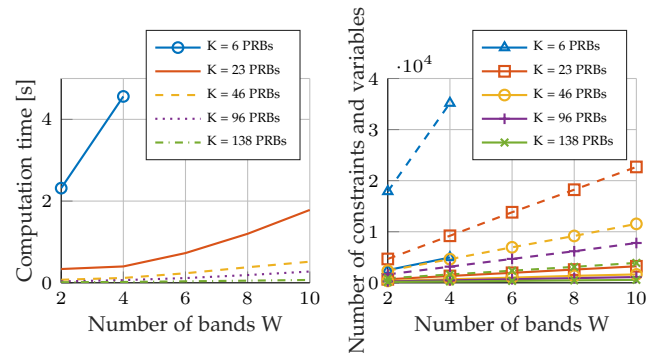 K = 6 PRBs
K = 23 PRBs
K = 46 PRBs
K = 96 PRBs
K = 138 PRBs
Computation time [s]
4
2
0
2 4 6 8 10
Number of bands W
·10⁴
K = 6 PRBs
K = 23 PRBs
K = 46 PRBs
K = 96 PRBs
K = 138 PRBs
Number of constraints and variables
4
3
2
1
0
2 4 6 8 10
Number of bands W